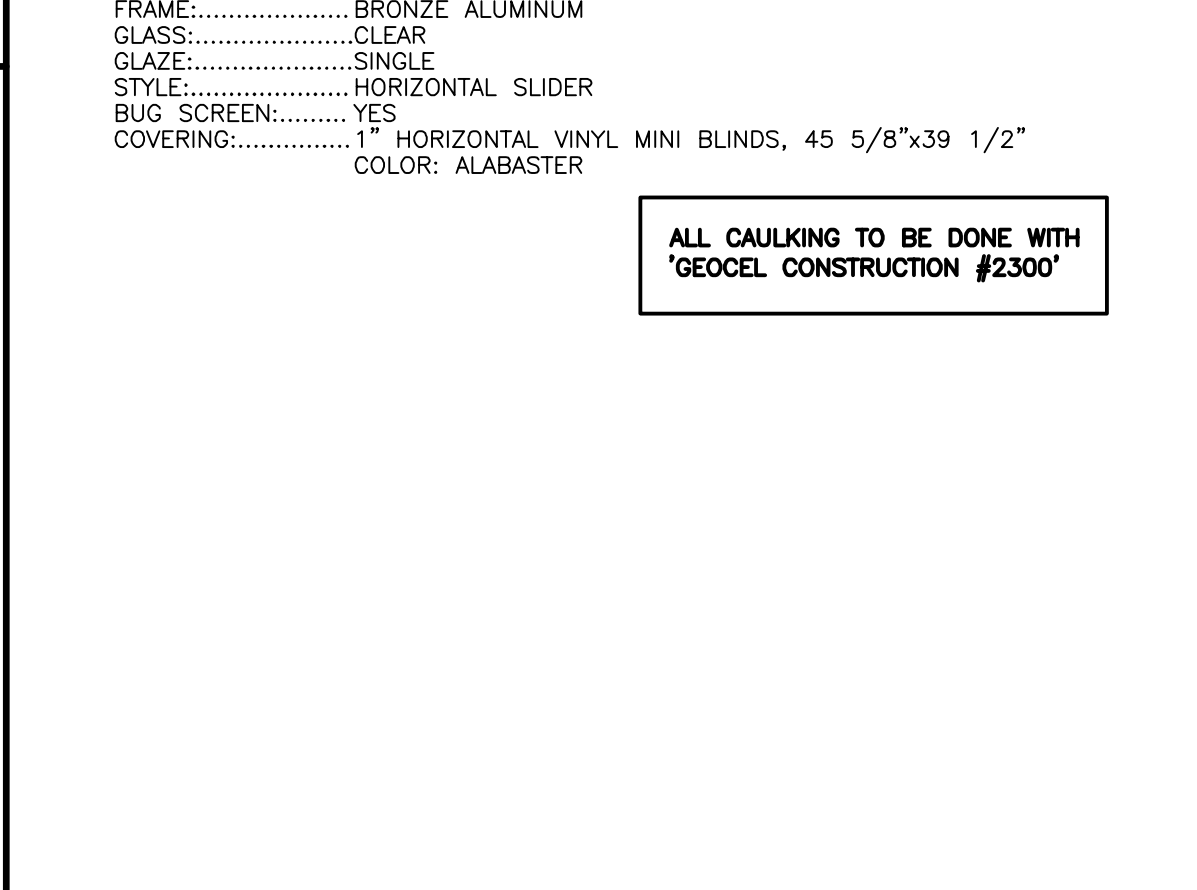 FRAME:....................BRONZE ALUMINUM
GLASS:.....................CLEAR
GLAZE:.....................SINGLE
STYLE:.....................HORIZONTAL SLIDER
BUG SCREEN:.........YES
COVERING:...............1" HORIZONTAL VINYL MINI BLINDS, 45 5/8"x39 1/2"
COLOR: ALABASTER
ALL CAULKING TO BE DONE WITH
'GEOCEL CONSTRUCTION #2300'